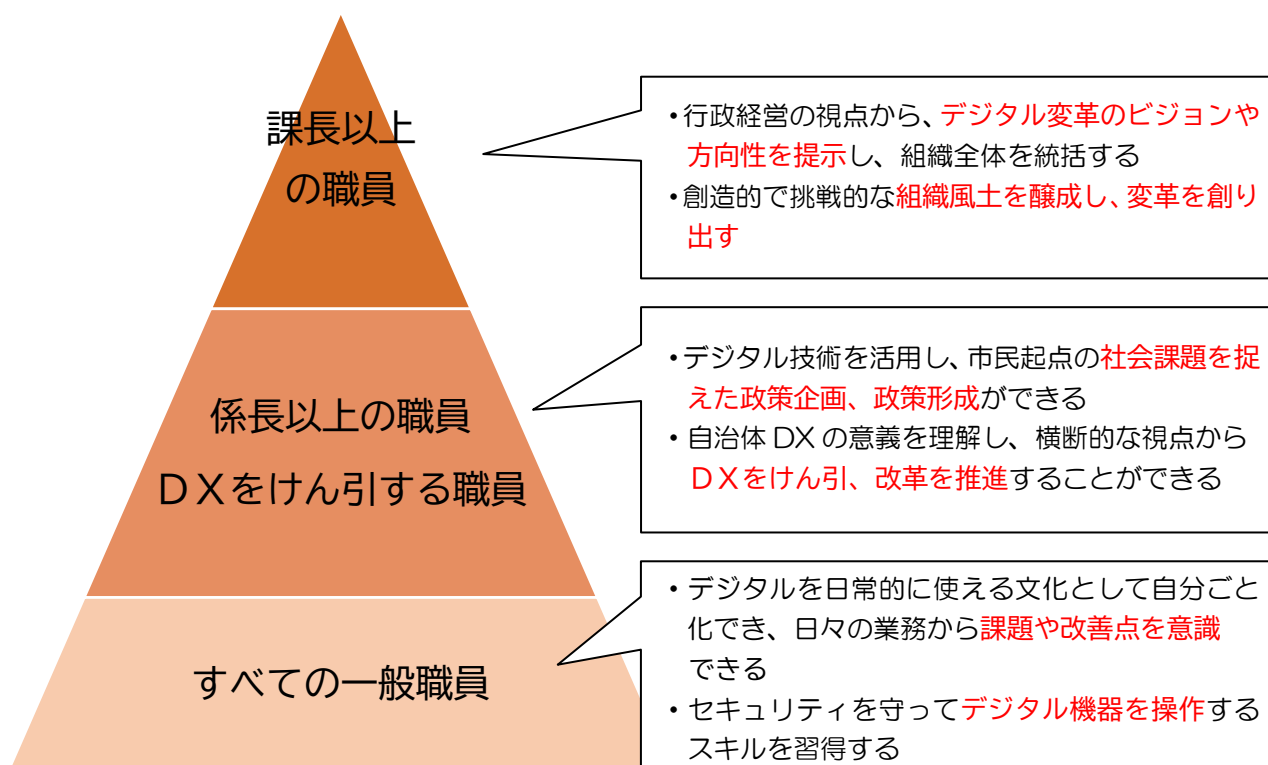 課長以上
の職員
・行政経営の視点から、デジタル変革のビジョンや
方向性を提示し、組織全体を統括する
・創造的で挑戦的な組織風土を醸成し、変革を創り
出す
係長以上の職員
ＤＸをけん引する職員
・デジタル技術を活用し、市民起点の社会課題を捉
えた政策企画、政策形成ができる
・自治体 DX の意義を理解し、横断的な視点から
ＤＸをけん引、改革を推進することができる
すべての一般職員
・デジタルを日常的に使える文化として自分ごと
化でき、日々の業務から課題や改善点を意識
できる
・セキュリティを守ってデジタル機器を操作する
スキルを習得する